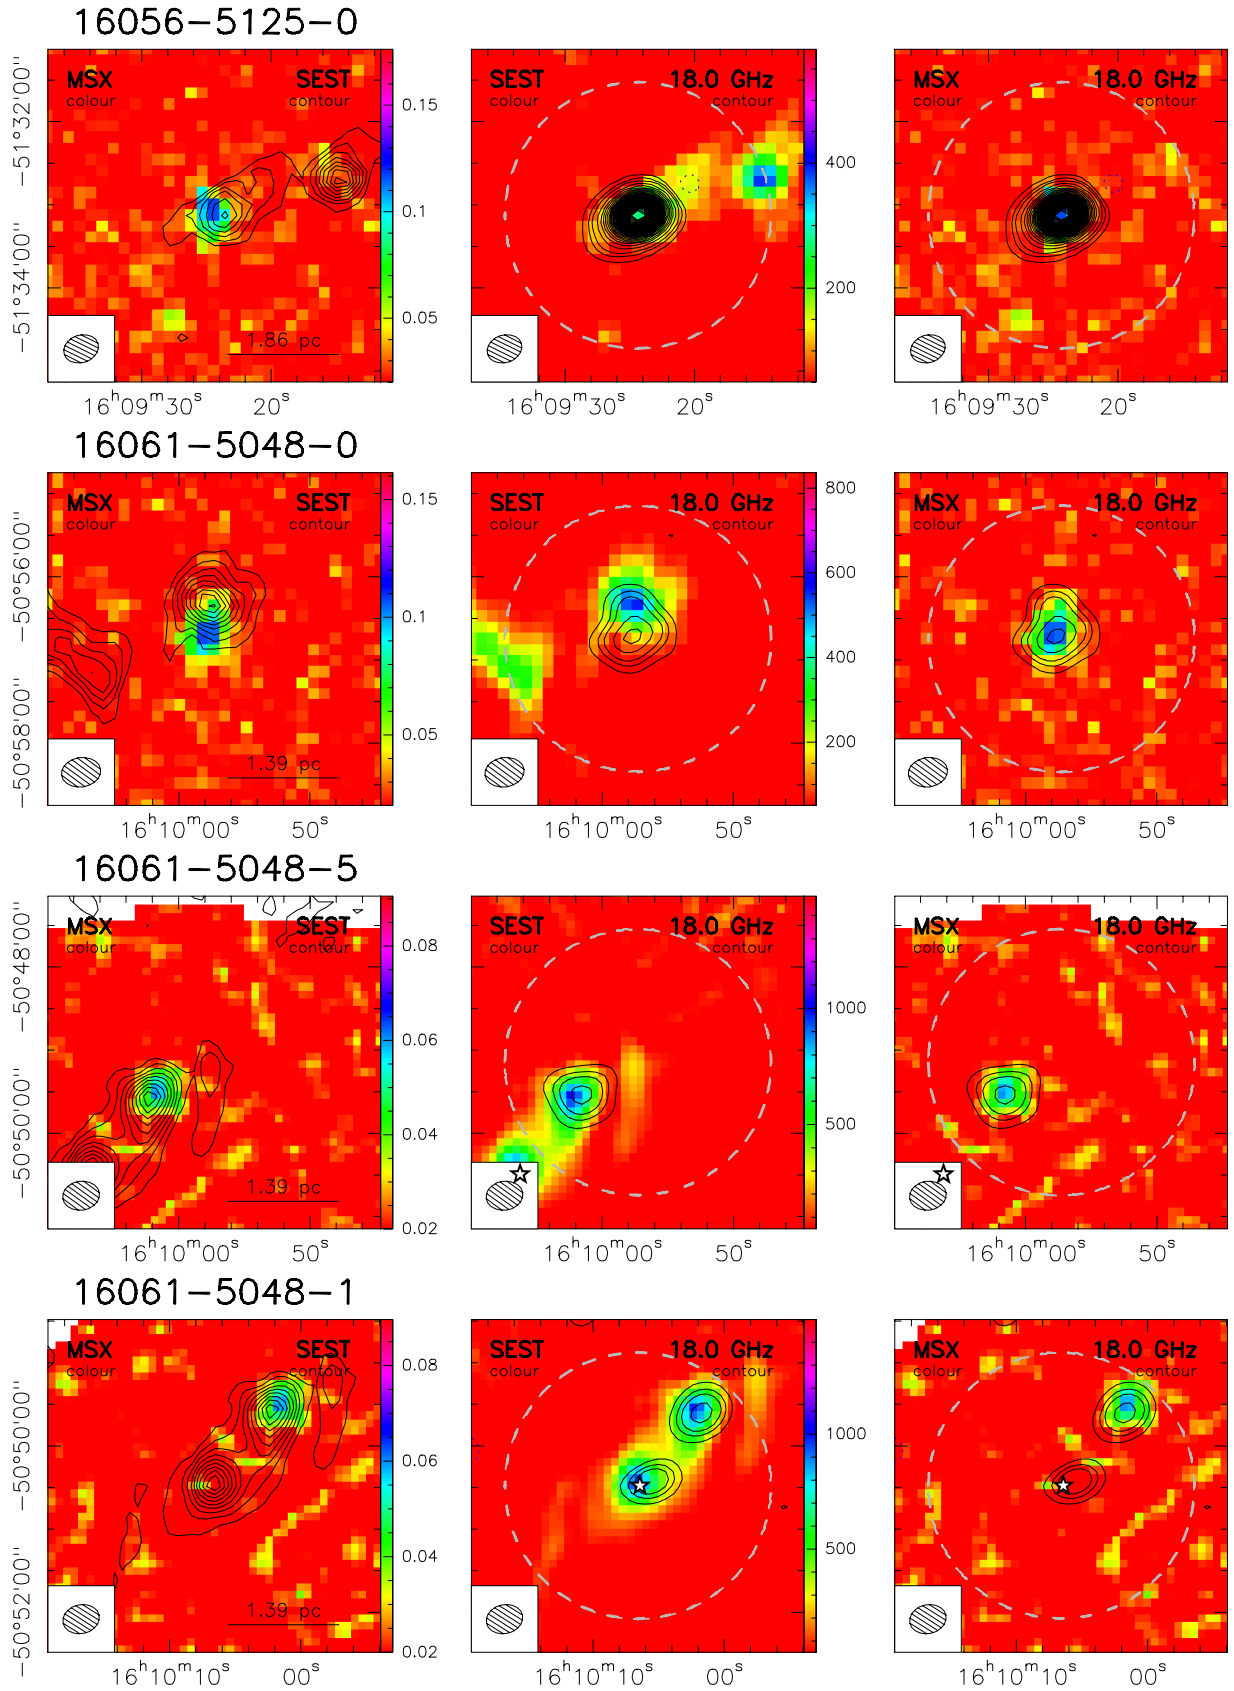 16056−5125−0
MSX SEST
colour contour
SEST 18.0 GHz
colour contour
MSX 18.0 GHz
colour contour
−51°32'00"
−51°34'00"
0.15
0.1
0.05
400
200
1.86 pc
16h09m30s 20s
16h09m30s 20s
16h09m30s 20s
16061−5048−0
MSX SEST
colour contour
SEST 18.0 GHz
colour contour
MSX 18.0 GHz
colour contour
−50°56'00"
−50°58'00"
0.15
0.1
0.05
800
600
400
200
1.39 pc
16h10m00s 50s
16h10m00s 50s
16h10m00s 50s
16061−5048−5
MSX SEST
colour contour
SEST 18.0 GHz
colour contour
MSX 18.0 GHz
colour contour
−50°48'00"
−50°50'00"
0.08
0.06
0.04
0.02
1000
500
1.39 pc
16h10m00s 50s
16h10m00s 50s
16h10m00s 50s
16061−5048−1
MSX SEST
colour contour
SEST 18.0 GHz
colour contour
MSX 18.0 GHz
colour contour
−50°50'00"
−50°52'00"
0.08
0.06
0.04
0.02
1000
500
1.39 pc
16h10m10s 00s
16h10m10s 00s
16h10m10s 00s